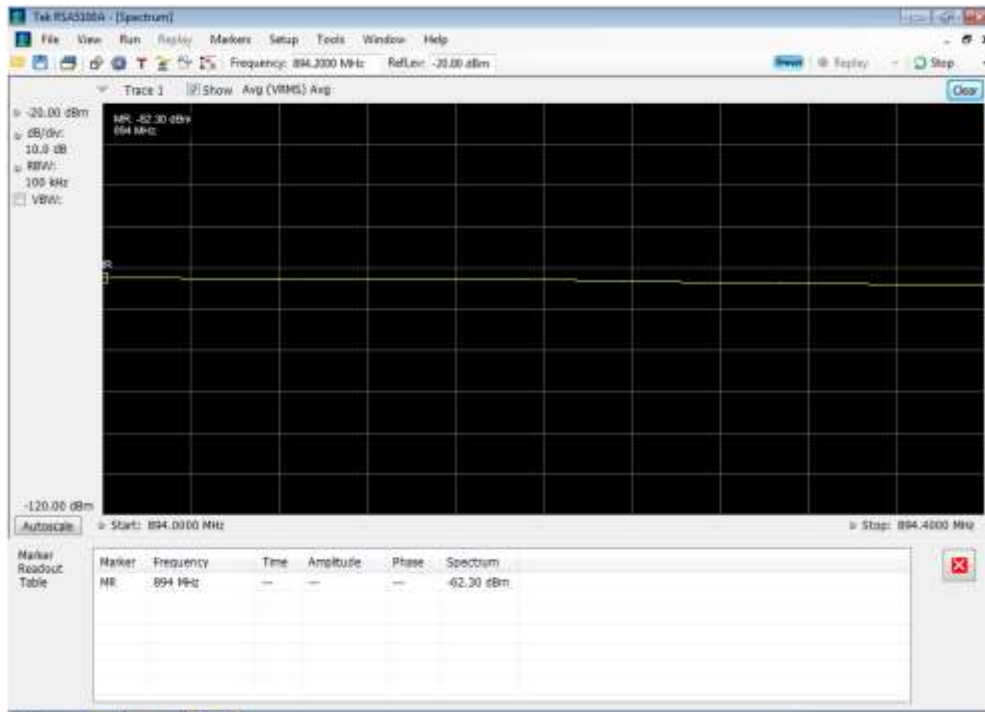 Tek RSA5100A - [Spectrum]
File View Run Replay Markers Setup Tools Window Help
T Frequency: 894.2000 MHz RefLev: -20.00 dBm Preset Replay Stop
Trace 1 Show Avg (VRMS) Avg Clear
-20.00 dBm
dB/div:
10.0 dB
RBW:
100 kHz
VBW:
MR: -62.30 dBm
894 MHz
MR
-120.00 dBm
Autoscale Start: 894.0000 MHz Stop: 894.4000 MHz
Marker
Readout
Table
Marker Frequency Time Amplitude Phase Spectrum
MR 894 MHz --- --- --- -62.30 dBm